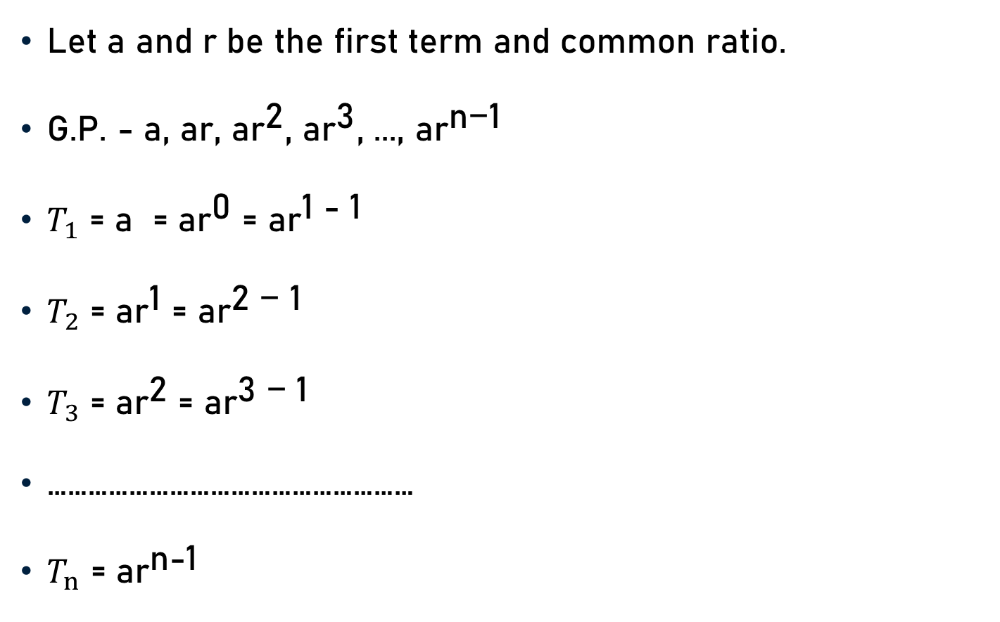 • Let a and r be the first term and common ratio.
• G.P. - a, ar, ar², ar³, ..., arⁿ⁻¹
• T₁ = a = ar⁰ = ar¹ ⁻ ¹
• T₂ = ar¹ = ar² ⁻ ¹
• T₃ = ar² = ar³ ⁻ ¹
• ......................................................
• Tₙ = arⁿ⁻¹